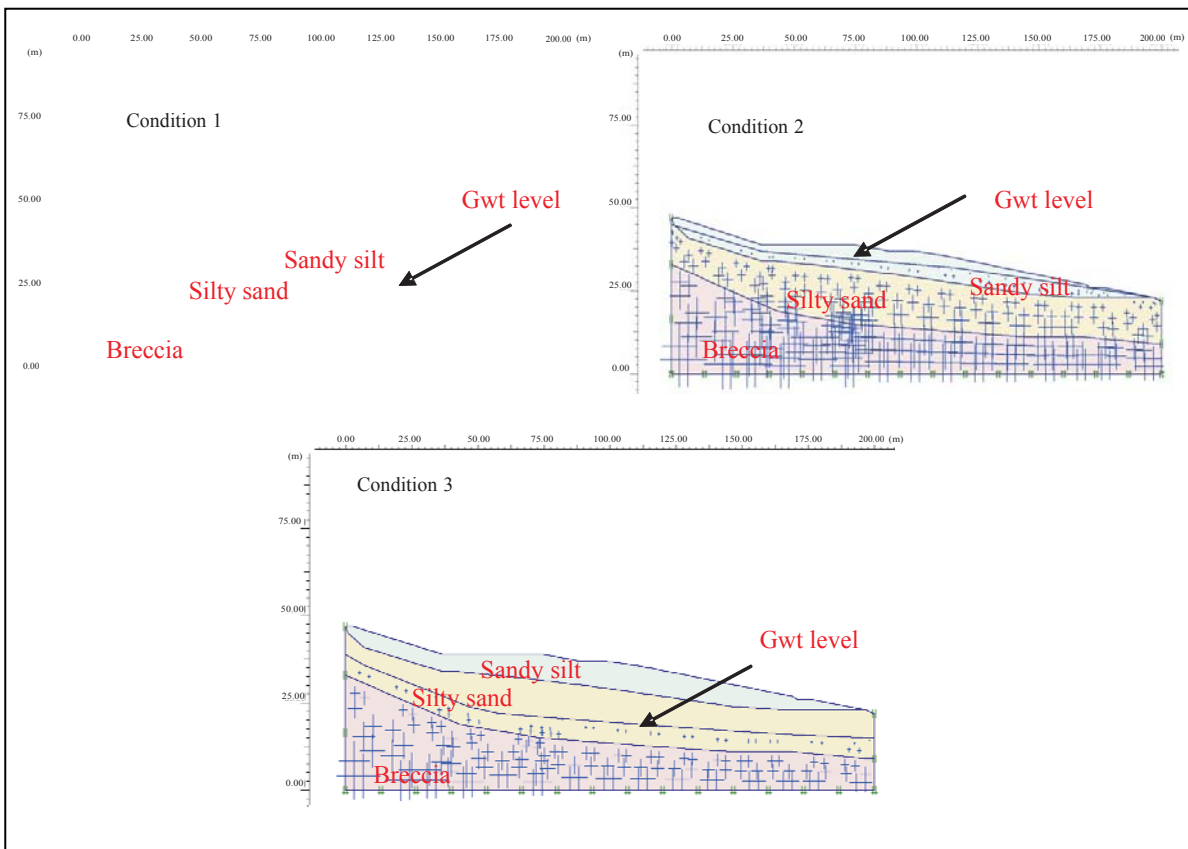 0.00 25.00 50.00 75.00 100.00 125.00 150.00 175.00 200.00 (m)
(m)
75.00
Condition 1
50.00
Gwt level
Sandy silt
25.00
Silty sand
Breccia
0.00
0.00 25.00 50.00 75.00 100.00 125.00 150.00 175.00 200.00 (m)
(m)
75.00
Condition 2
50.00
Gwt level
25.00
Sandy silt
Silty sand
Breccia
0.00
0.00 25.00 50.00 75.00 100.00 125.00 150.00 175.00 200.00 (m)
(m)
Condition 3
75.00
50.00
Gwt level
Sandy silt
Silty sand
25.00
Breccia
0.00